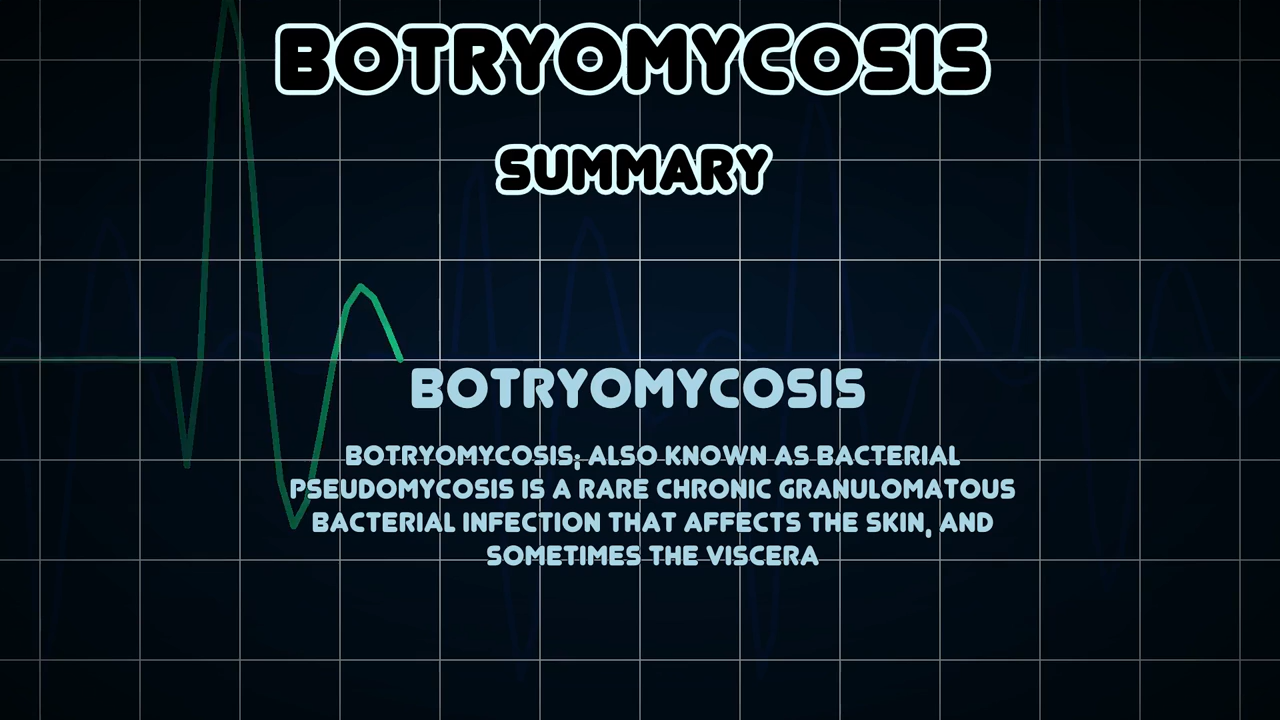 BOTRYOMYCOSIS
SUMMARY
BOTRYOMYCOSIS
BOTRYOMYCOSIS; ALSO KNOWN AS BACTERIAL
PSEUDOMYCOSIS IS A RARE CHRONIC GRANULOMATOUS
BACTERIAL INFECTION THAT AFFECTS THE SKIN, AND
SOMETIMES THE VISCERA